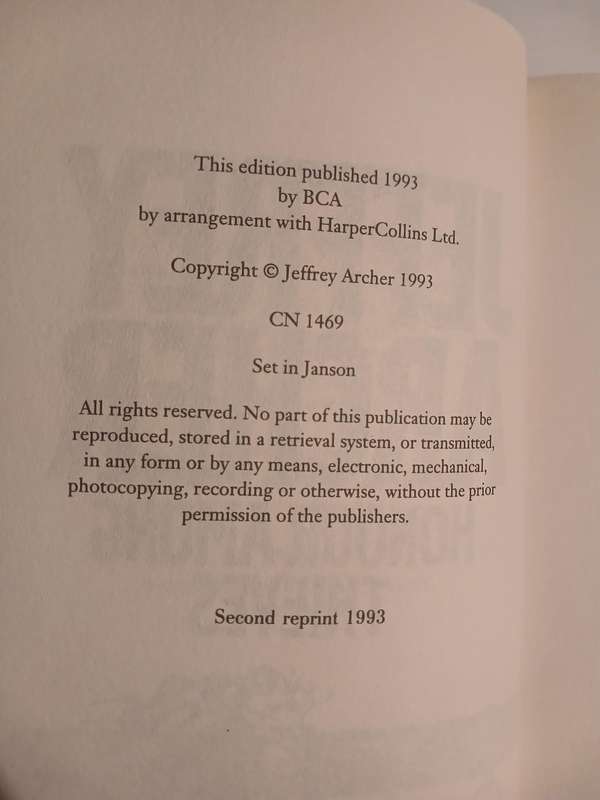 This edition published 1993
by BCA
by arrangement with HarperCollins Ltd.
Copyright © Jeffrey Archer 1993
CN 1469
Set in Janson
All rights reserved. No part of this publication may be
reproduced, stored in a retrieval system, or transmitted,
in any form or by any means, electronic, mechanical,
photocopying, recording or otherwise, without the prior
permission of the publishers.
Second reprint 1993